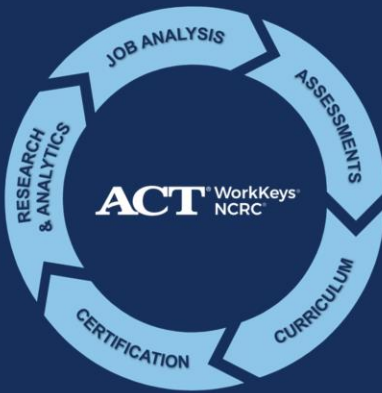 JOB ANALYSIS
ASSESSMENTS
CURRICULUM
CERTIFICATION
RESEARCH
& ANALYTICS
ACT® WorkKeys®
NCRC®